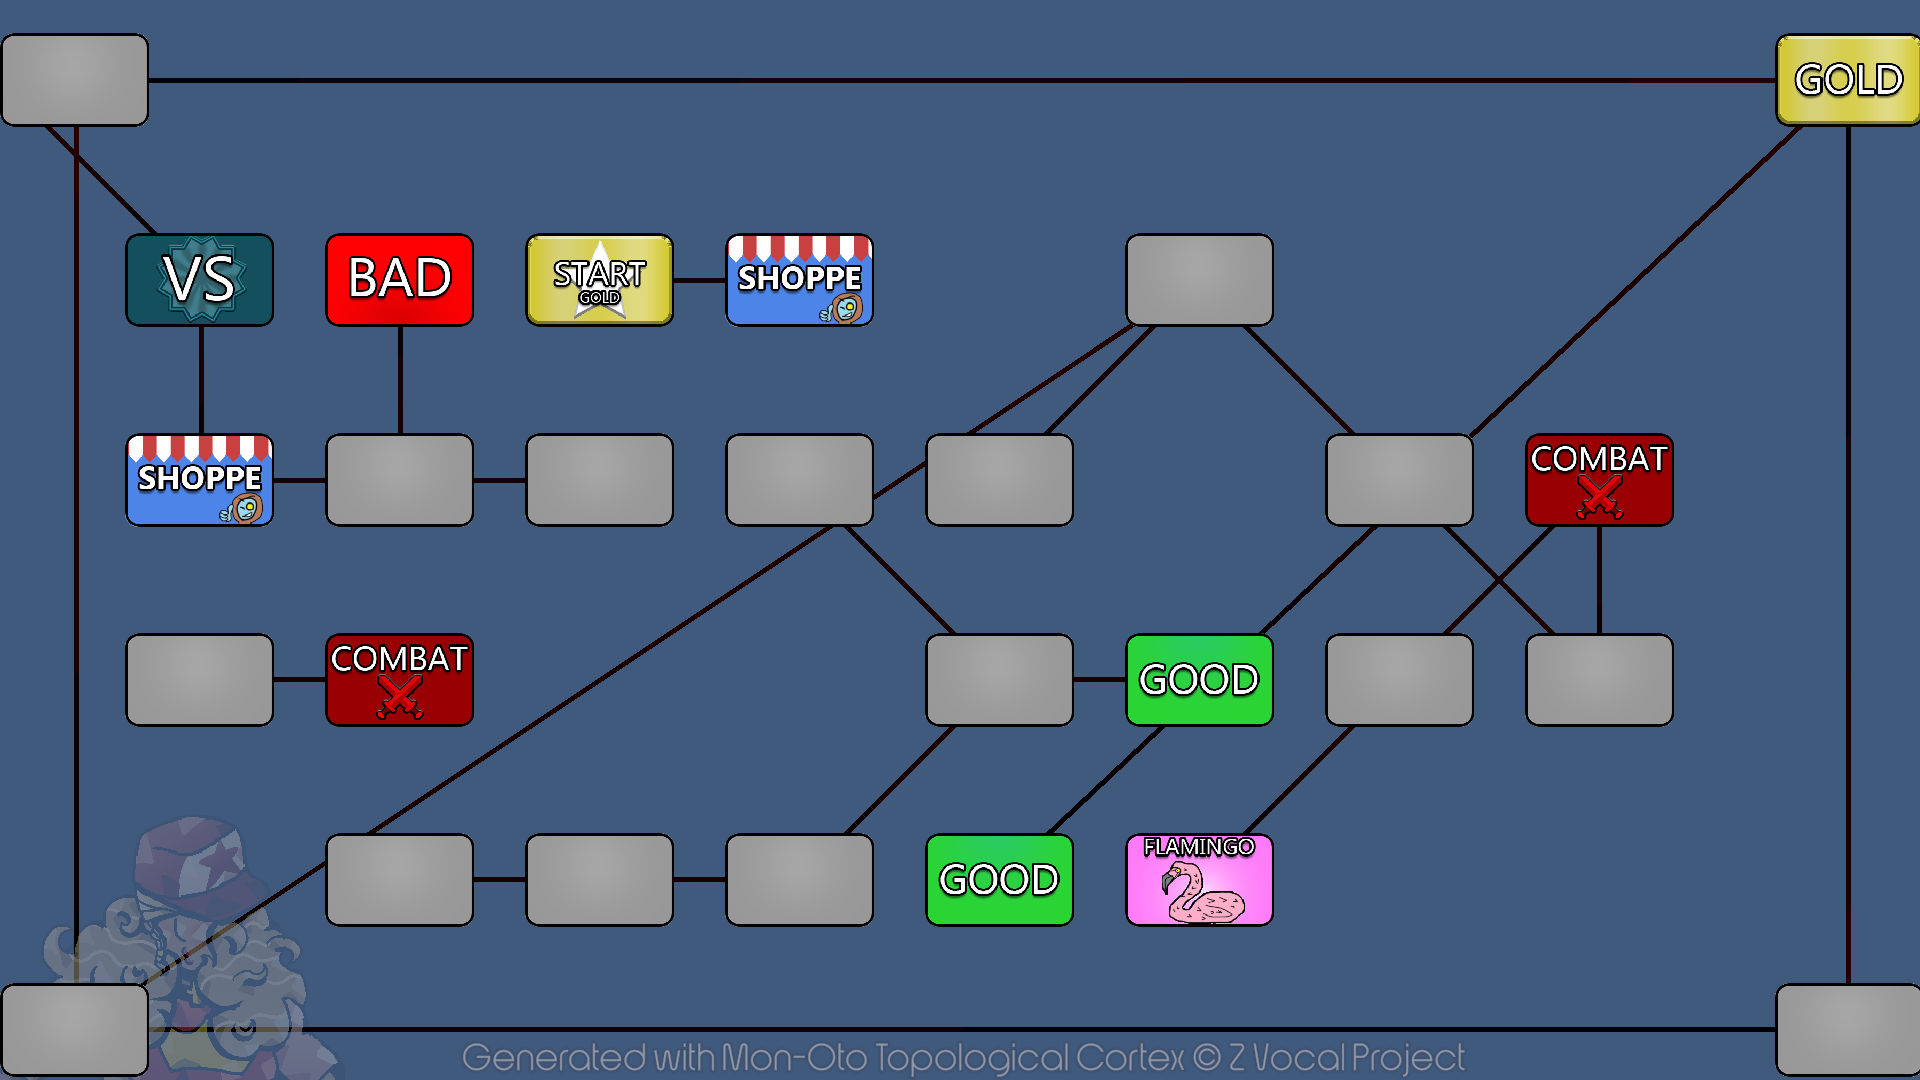 GOLD
VS
BAD
START
GOLD
SHOPPE
SHOPPE
COMBAT
COMBAT
GOOD
GOOD
FLAMINGO
Generated with Mon-Oto Topological Cortex © Z Vocal Project